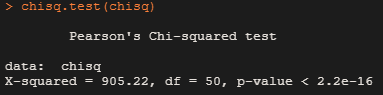 > chisq.test(chisq)
Pearson's Chi-squared test
data:  chisq
X-squared = 905.22, df = 50, p-value < 2.2e-16